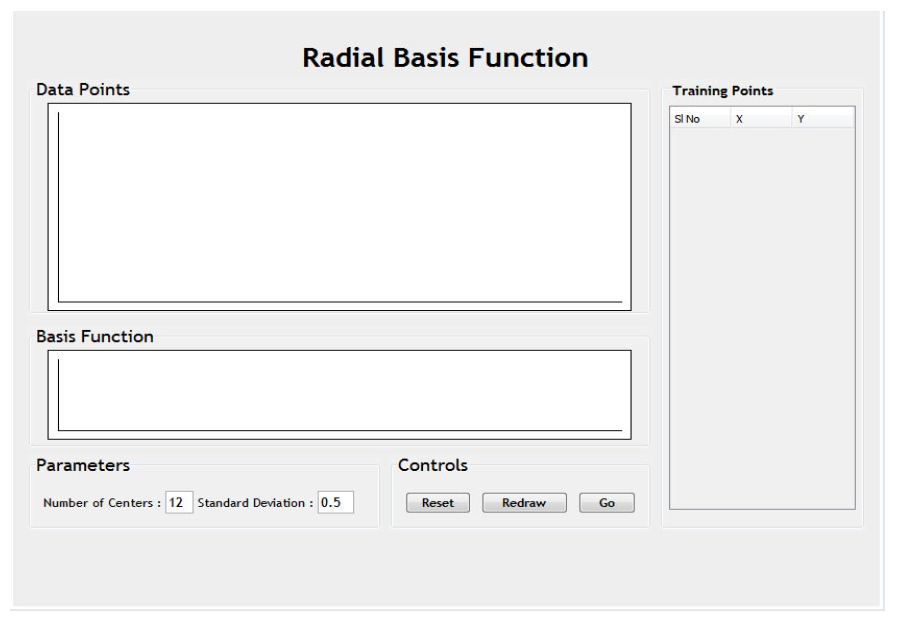 Radial Basis Function
Data Points
Training Points
Sl No X Y
Basis Function
Parameters
Number of Centers : 12 Standard Deviation : 0.5
Controls
Reset Redraw Go